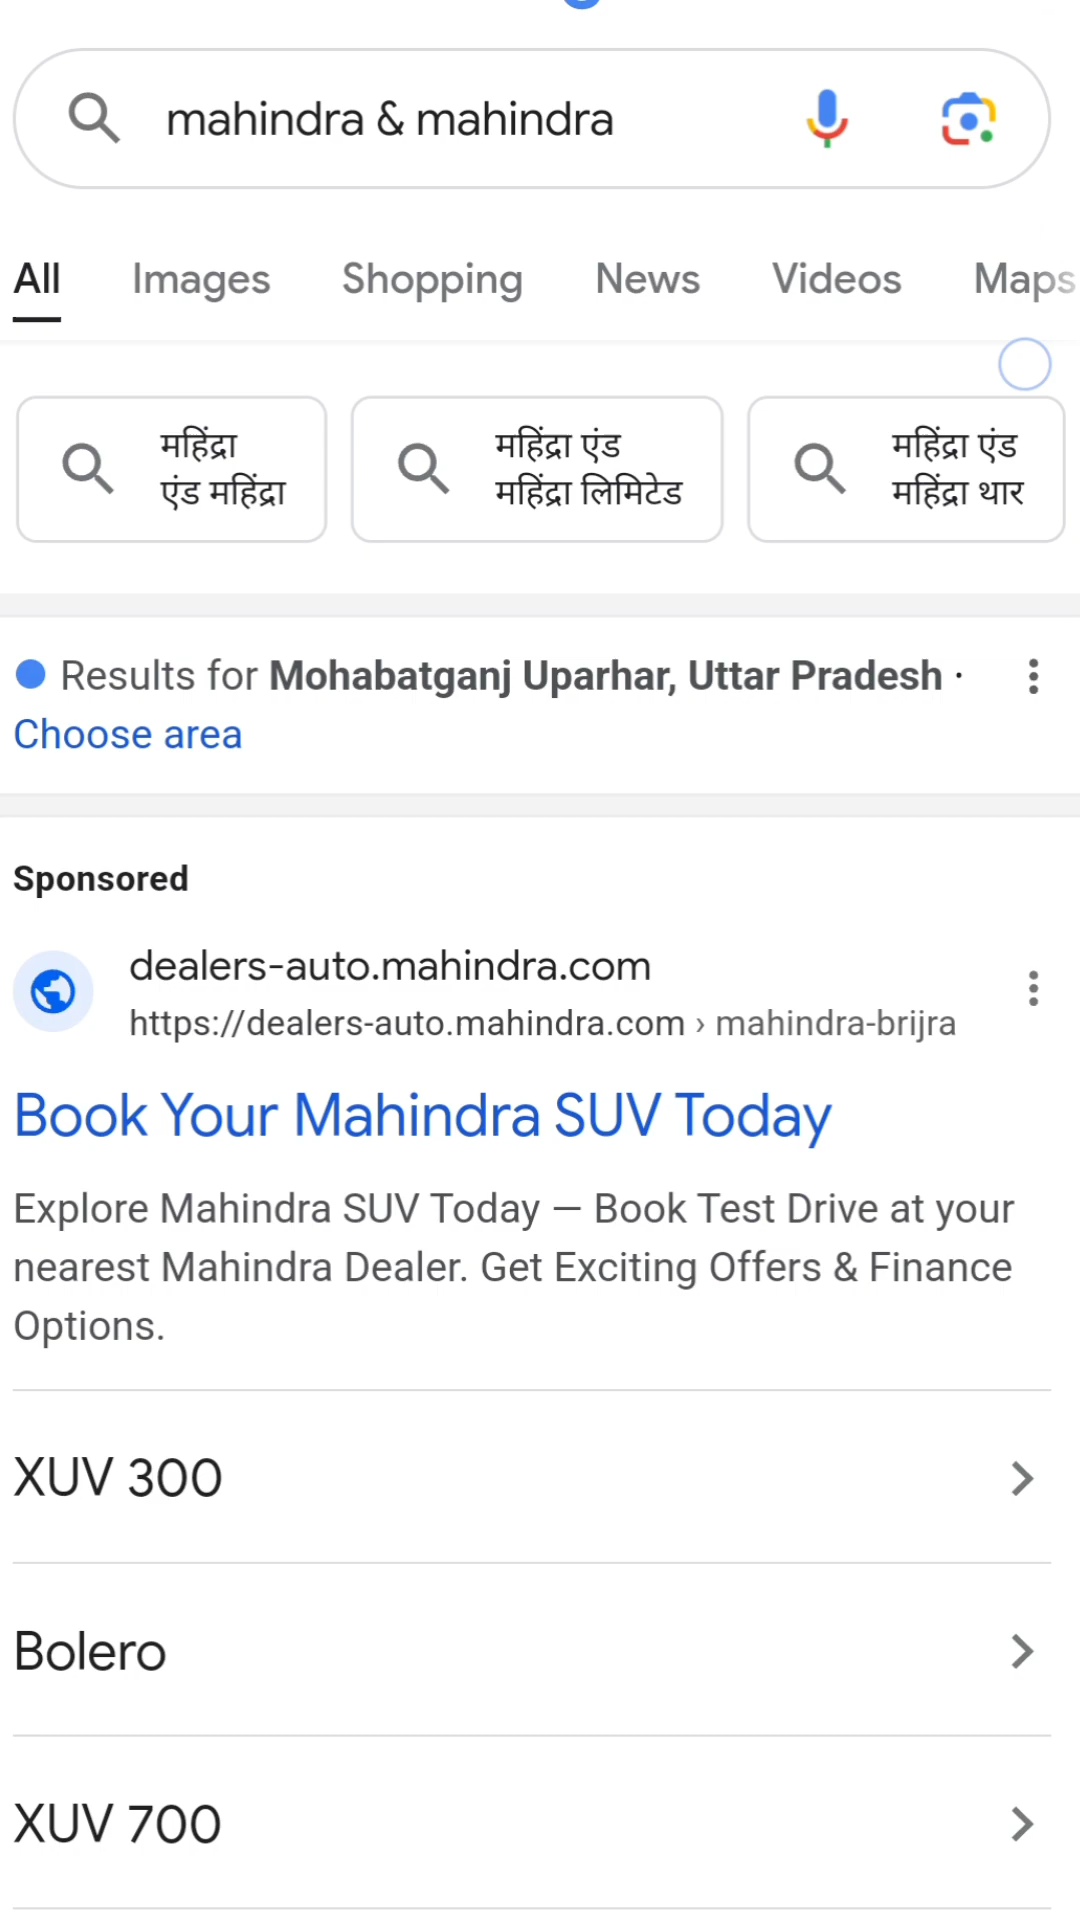 mahindra & mahindra
All Images Shopping News Videos Maps
महिंद्रा
एंड महिंद्रा
महिंद्रा एंड
महिंद्रा लिमिटेड
महिंद्रा एंड
महिंद्रा थार
Results for Mohabatganj Uparhar, Uttar Pradesh ·
Choose area
Sponsored
dealers-auto.mahindra.com
https://dealers-auto.mahindra.com › mahindra-brijra
Book Your Mahindra SUV Today
Explore Mahindra SUV Today — Book Test Drive at your
nearest Mahindra Dealer. Get Exciting Offers & Finance
Options.
XUV 300
Bolero
XUV 700